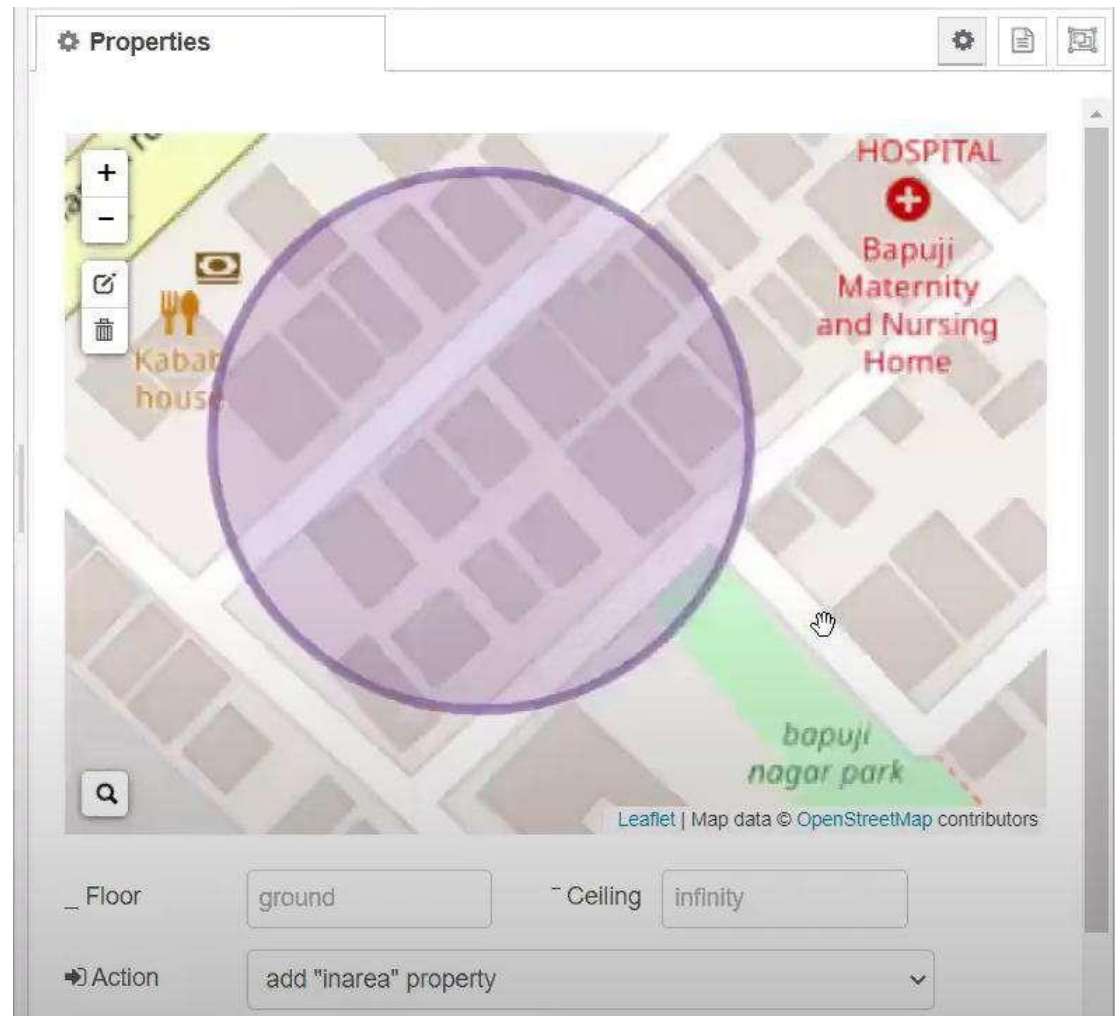 Properties
+
−
HOSPITAL
Bapuji
Maternity
and Nursing
Home
Kabab
house
bapuji
nagar park
Leaflet | Map data © OpenStreetMap contributors
_ Floor
ground
¯ Ceiling
infinity
Action
add "inarea" property